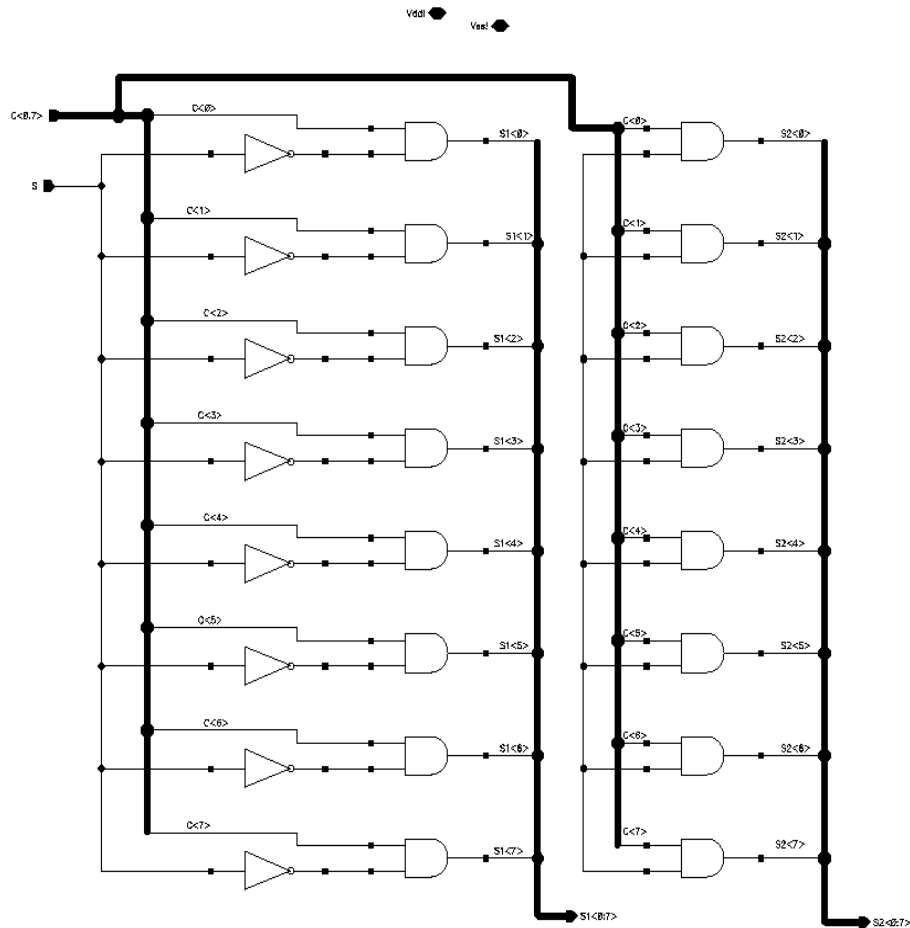 Vdd!
Vss!
C<0:7>
S
C<0>
S1<0>
C<0>
S2<0>
C<1>
S1<1>
C<1>
S2<1>
C<2>
S1<2>
C<2>
S2<2>
C<3>
S1<3>
C<3>
S2<3>
C<4>
S1<4>
C<4>
S2<4>
C<5>
S1<5>
C<5>
S2<5>
C<6>
S1<6>
C<6>
S2<6>
C<7>
S1<7>
C<7>
S2<7>
S1<0:7>
S2<0:7>